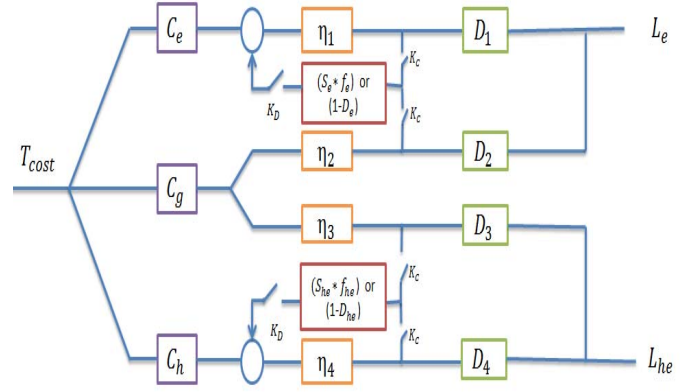 C_e
η_1
D_1
L_e
K_C
(S_e * f_e) or
(1-D_e)
K_D
K_C
T_cost
C_g
η_2
D_2
η_3
D_3
(S_he * f_he) or
(1-D_he)
K_C
K_D
K_C
C_h
η_4
D_4
L_he